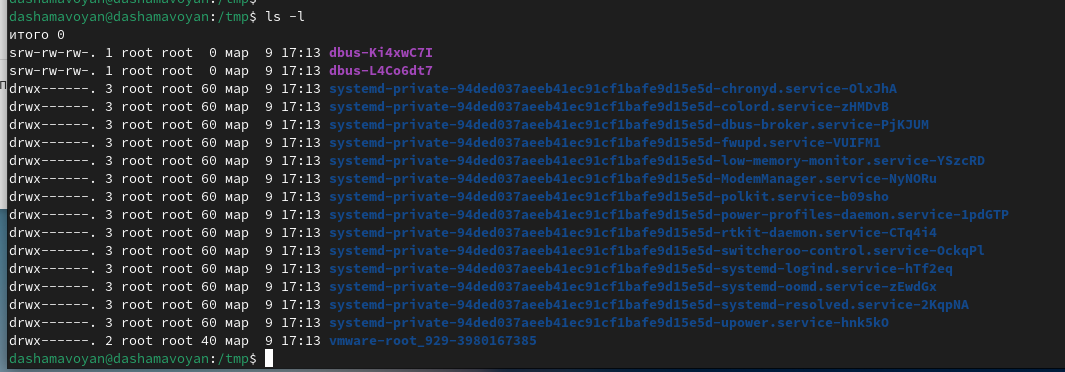 dashamavoyan@dashamavoyan:/tmp$ ls -l
итого 0
srw-rw-rw-. 1 root root  0 мар  9 17:13 dbus-Ki4xwC7I
srw-rw-rw-. 1 root root  0 мар  9 17:13 dbus-L4Co6dt7
drwx------. 3 root root 60 мар  9 17:13 systemd-private-94ded037aeeb41ec91cf1bafe9d15e5d-chronyd.service-OlxJhA
drwx------. 3 root root 60 мар  9 17:13 systemd-private-94ded037aeeb41ec91cf1bafe9d15e5d-colord.service-zHMDvB
drwx------. 3 root root 60 мар  9 17:13 systemd-private-94ded037aeeb41ec91cf1bafe9d15e5d-dbus-broker.service-PjKJUM
drwx------. 3 root root 60 мар  9 17:13 systemd-private-94ded037aeeb41ec91cf1bafe9d15e5d-fwupd.service-VUIFM1
drwx------. 3 root root 60 мар  9 17:13 systemd-private-94ded037aeeb41ec91cf1bafe9d15e5d-low-memory-monitor.service-YSzcRD
drwx------. 3 root root 60 мар  9 17:13 systemd-private-94ded037aeeb41ec91cf1bafe9d15e5d-ModemManager.service-NyNORu
drwx------. 3 root root 60 мар  9 17:13 systemd-private-94ded037aeeb41ec91cf1bafe9d15e5d-polkit.service-b09sho
drwx------. 3 root root 60 мар  9 17:13 systemd-private-94ded037aeeb41ec91cf1bafe9d15e5d-power-profiles-daemon.service-1pdGTP
drwx------. 3 root root 60 мар  9 17:13 systemd-private-94ded037aeeb41ec91cf1bafe9d15e5d-rtkit-daemon.service-CTq4i4
drwx------. 3 root root 60 мар  9 17:13 systemd-private-94ded037aeeb41ec91cf1bafe9d15e5d-switcheroo-control.service-OckqPl
drwx------. 3 root root 60 мар  9 17:13 systemd-private-94ded037aeeb41ec91cf1bafe9d15e5d-systemd-logind.service-hTf2eq
drwx------. 3 root root 60 мар  9 17:13 systemd-private-94ded037aeeb41ec91cf1bafe9d15e5d-systemd-oomd.service-zEwdGx
drwx------. 3 root root 60 мар  9 17:13 systemd-private-94ded037aeeb41ec91cf1bafe9d15e5d-systemd-resolved.service-2KqpNA
drwx------. 3 root root 60 мар  9 17:13 systemd-private-94ded037aeeb41ec91cf1bafe9d15e5d-upower.service-hnk5kO
drwx------. 2 root root 40 мар  9 17:13 vmware-root_929-3980167385
dashamavoyan@dashamavoyan:/tmp$